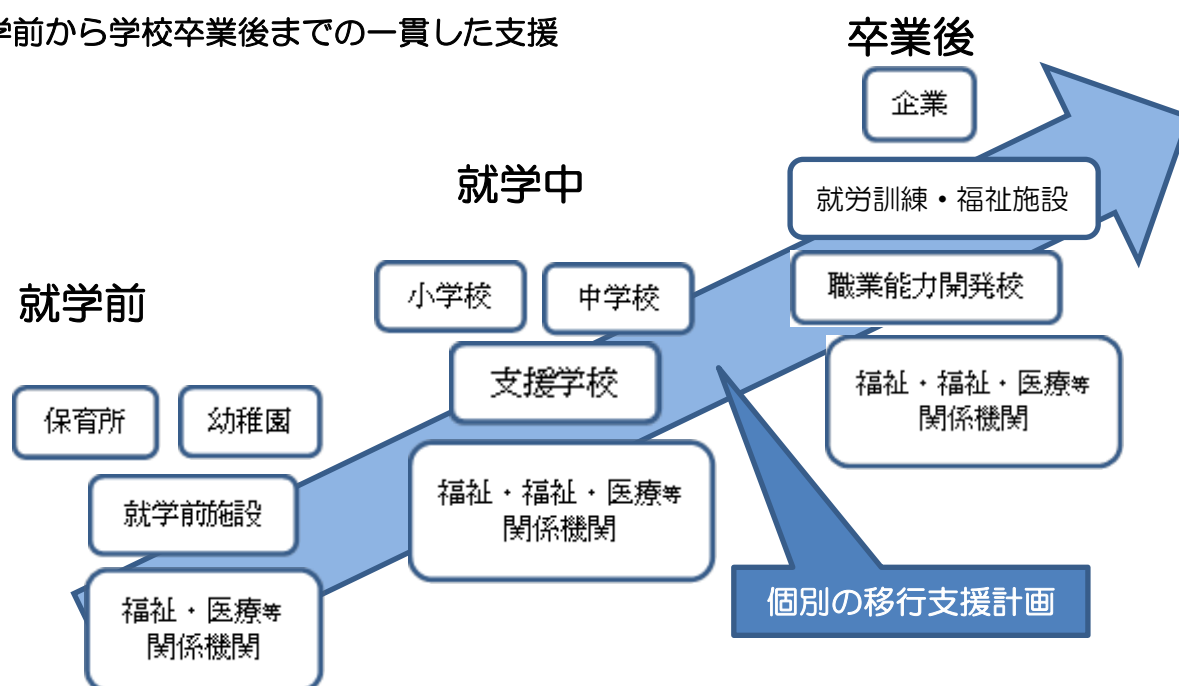 学前から学校卒業後までの一貫した支援
卒業後
企業
就労訓練・福祉施設
職業能力開発校
福祉・福祉・医療等
関係機関
就学中
小学校
中学校
支援学校
福祉・福祉・医療等
関係機関
就学前
保育所
幼稚園
就学前施設
福祉・医療等
関係機関
個別の移行支援計画